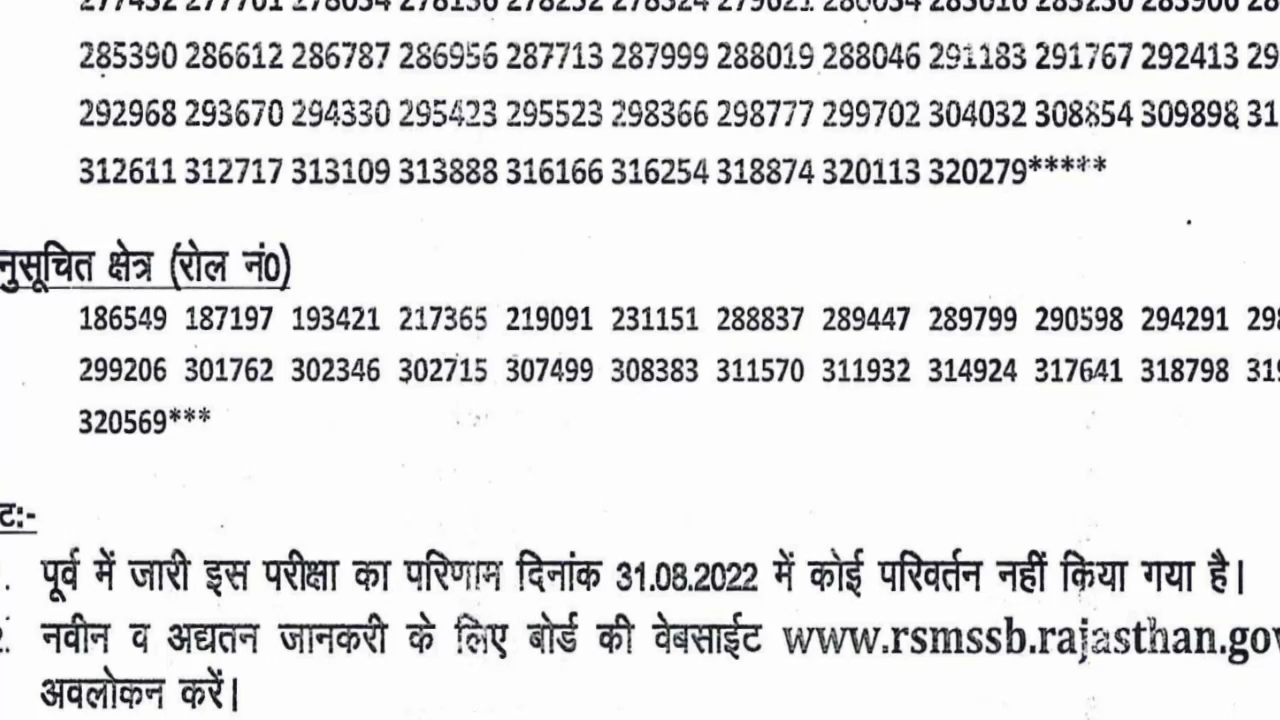 285390 286612 286787 286956 287713 287999 288019 288046 291183 291767 292413
292968 293670 294330 295423 295523 298366 298777 299702 304032 308854 309898
312611 312717 313109 313888 316166 316254 318874 320113 320279*****
नुसूचित क्षेत्र (रोल नं0)
186549 187197 193421 217365 219091 231151 288837 289447 289799 290598 294291
299206 301762 302346 302715 307499 308383 311570 311932 314924 317641 318798
320569***
ट:-
पूर्व में जारी इस परीक्षा का परिणाम दिनांक 31.08.2022 में कोई परिवर्तन नहीं किया गया है।
नवीन व अद्यतन जानकरी के लिए बोर्ड की वेबसाईट www.rsmssb.rajasthan.gov
अवलोकन करें।